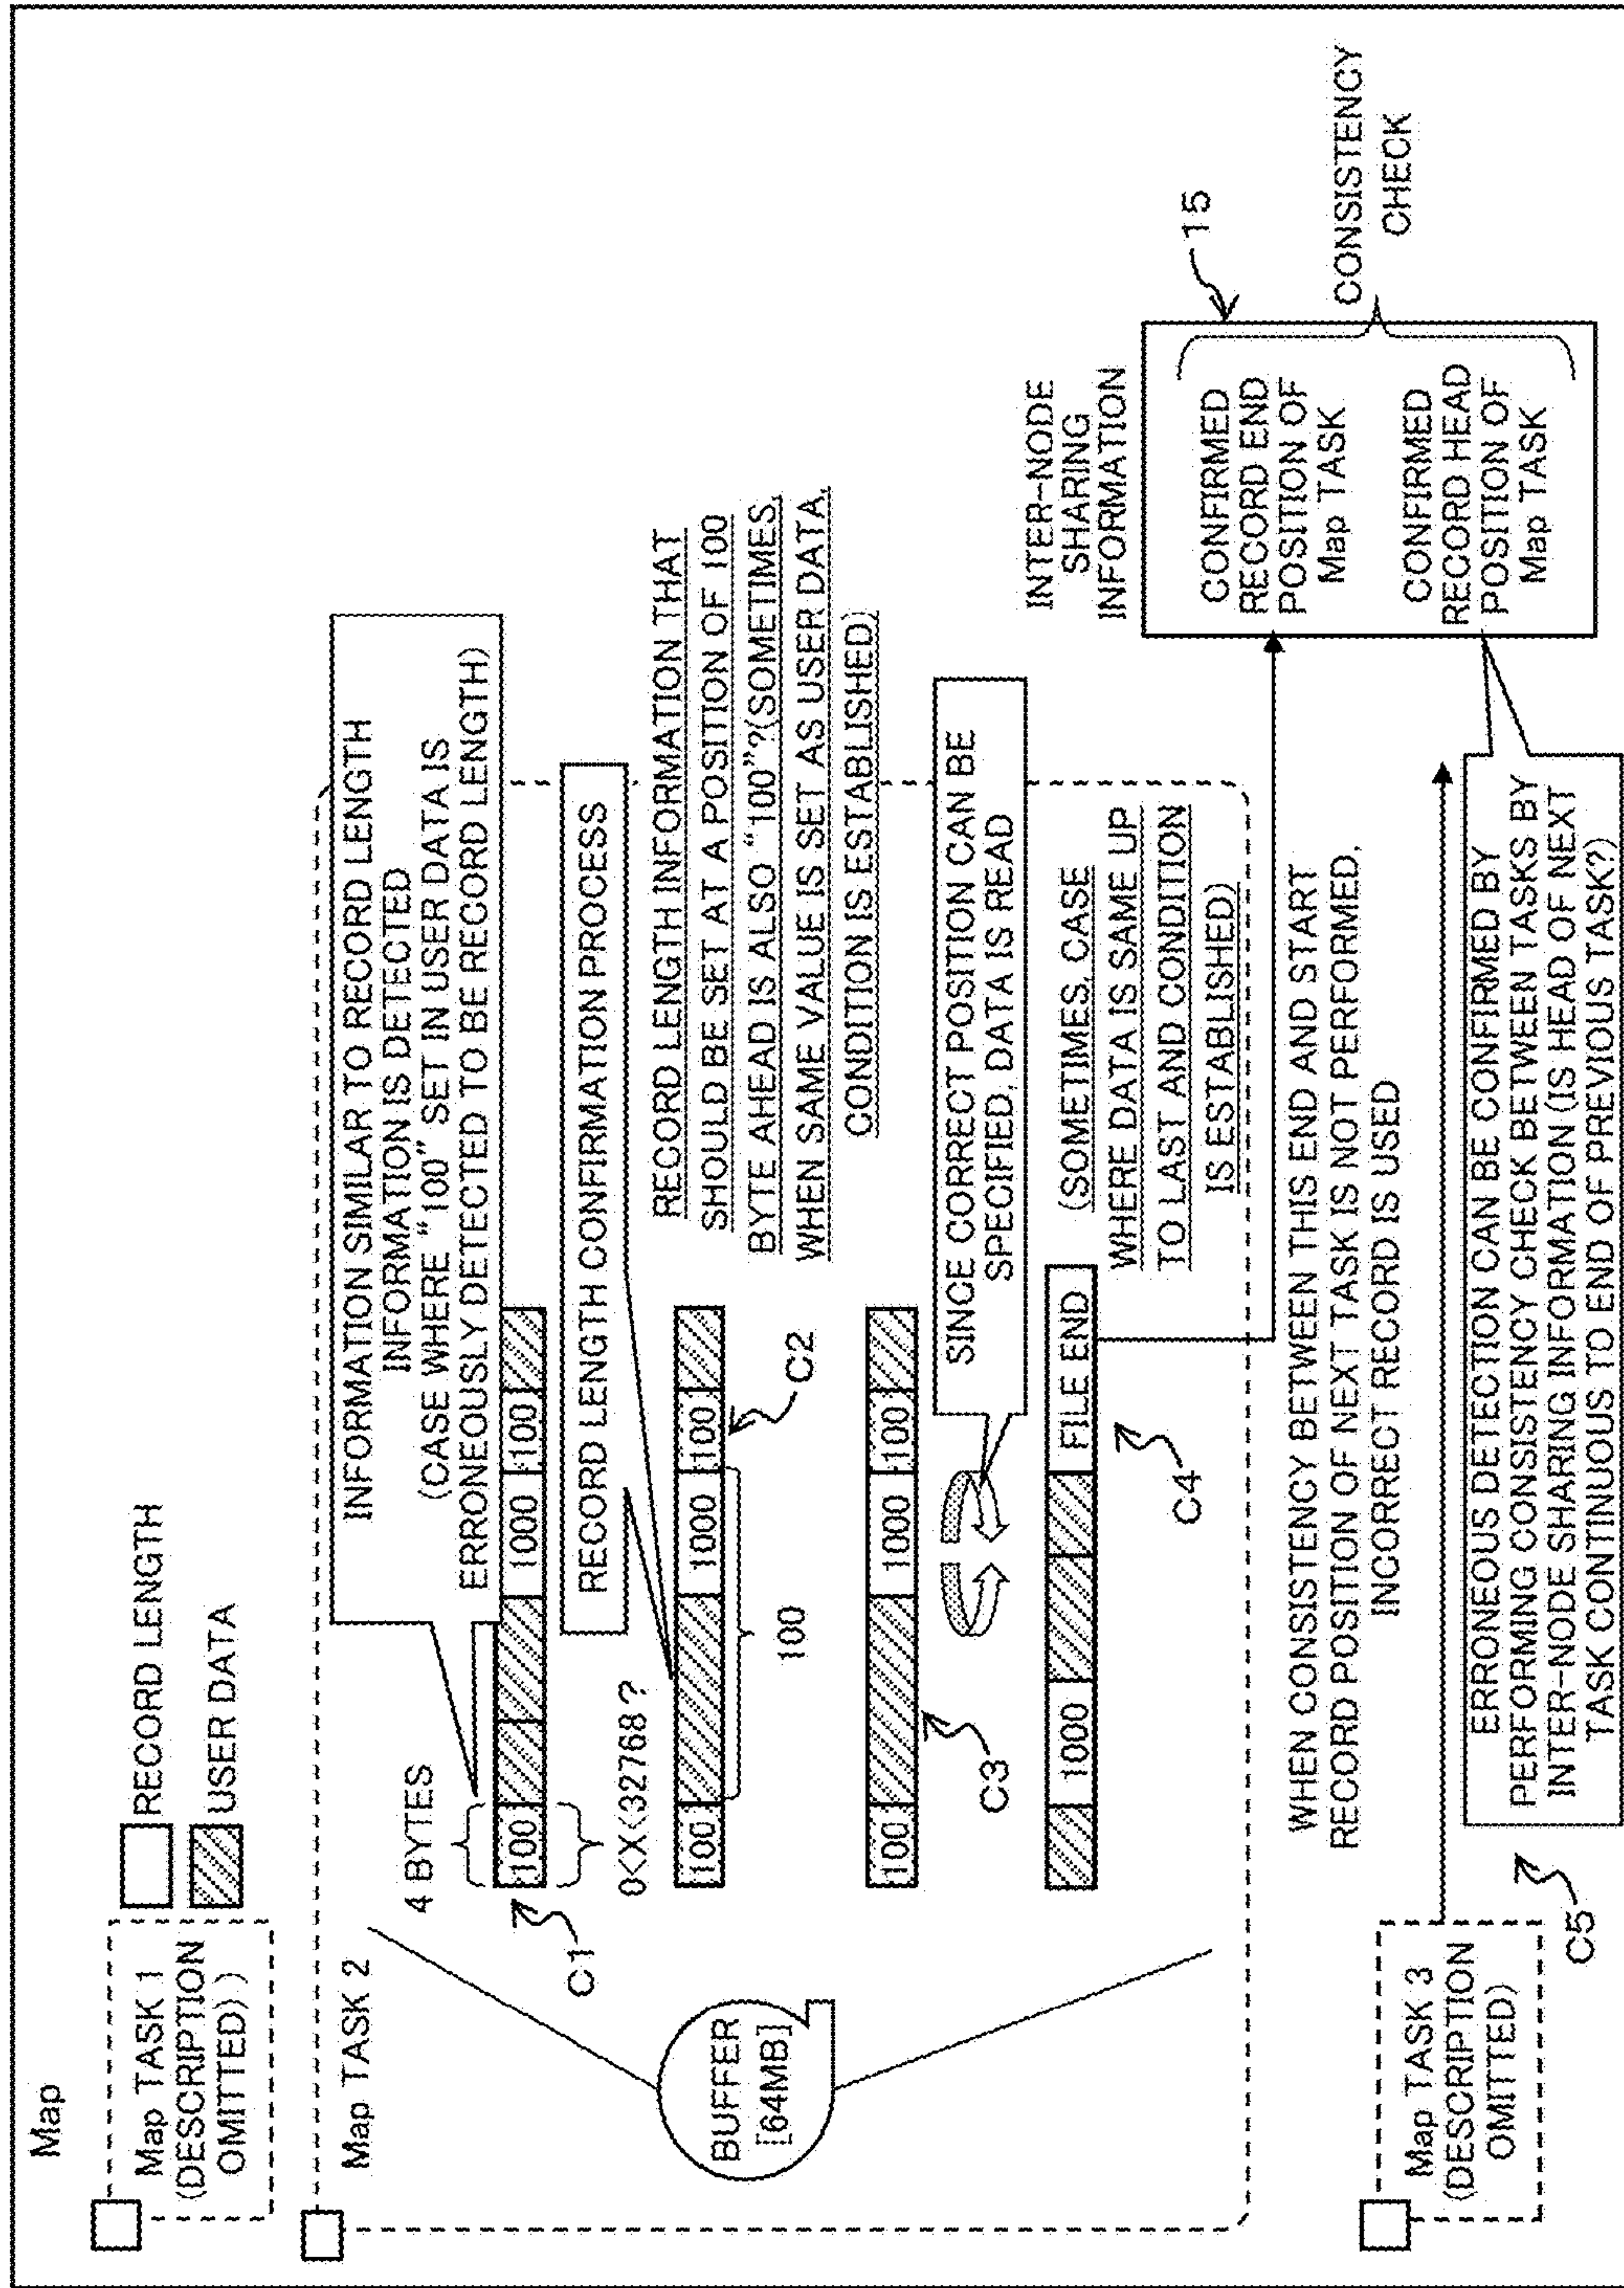 Map
Map TASK 1
(DESCRIPTION
OMITTED) )
RECORD LENGTH
USER DATA
Map TASK 2
BUFFER
[64MB]
4 BYTES
INFORMATION SIMILAR TO RECORD LENGTH
INFORMATION IS DETECTED
(CASE WHERE "100" SET IN USER DATA IS
ERRONEOUSLY DETECTED TO BE RECORD LENGTH)
100
1000
100
C1
0<X<32768 ?
RECORD LENGTH CONFIRMATION PROCESS
100
1000
100
C2
100
RECORD LENGTH INFORMATION THAT
SHOULD BE SET AT A POSITION OF 100
BYTE AHEAD IS ALSO "100"?(SOMETIMES,
WHEN SAME VALUE IS SET AS USER DATA,
CONDITION IS ESTABLISHED)
100
1000
100
C3
SINCE CORRECT POSITION CAN BE
SPECIFIED, DATA IS READ
1000
FILE END
C4
(SOMETIMES, CASE
WHERE DATA IS SAME UP
TO LAST AND CONDITION
IS ESTABLISHED)
WHEN CONSISTENCY BETWEEN THIS END AND START
RECORD POSITION OF NEXT TASK IS NOT PERFORMED,
INCORRECT RECORD IS USED
INTER-NODE
SHARING
INFORMATION
15
CONFIRMED
RECORD END
POSITION OF
Map TASK
CONFIRMED
RECORD HEAD
POSITION OF
Map TASK
CONSISTENCY
CHECK
Map TASK 3
(DESCRIPTION
OMITTED)
C5
ERRONEOUS DETECTION CAN BE CONFIRMED BY
PERFORMING CONSISTENCY CHECK BETWEEN TASKS BY
INTER-NODE SHARING INFORMATION (IS HEAD OF NEXT
TASK CONTINUOUS TO END OF PREVIOUS TASK?)